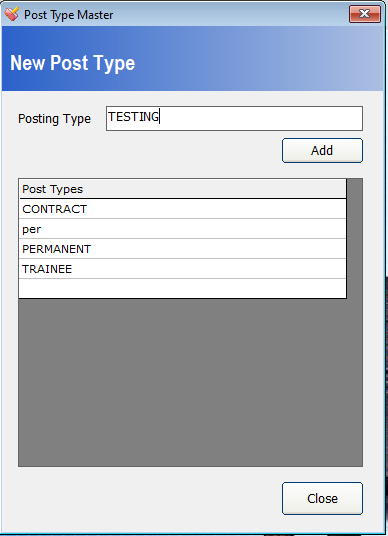 Post Type Master
New Post Type
Posting Type TESTING
Add
Post Types
CONTRACT
per
PERMANENT
TRAINEE
Close